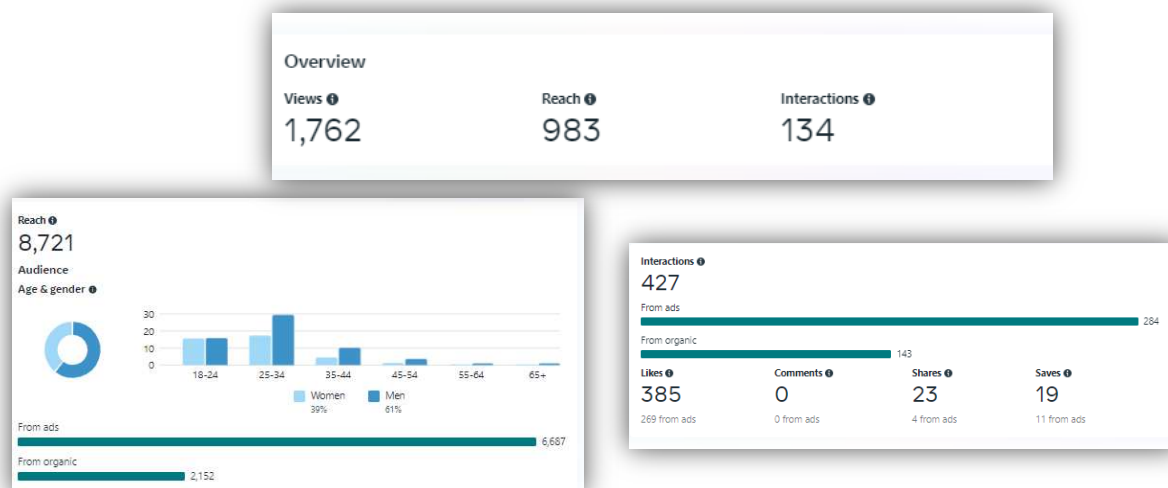 Overview
Views Reach Interactions
1,762 983 134
Reach
8,721
Audience
Age & gender
30
20
10
0
18-24 25-34 35-44 45-54 55-64 65+
Women Men
39% 61%
From ads
6,687
From organic
2,152
Interactions
427
From ads
284
From organic
143
Likes Comments Shares Saves
385 0 23 19
269 from ads 0 from ads 4 from ads 11 from ads